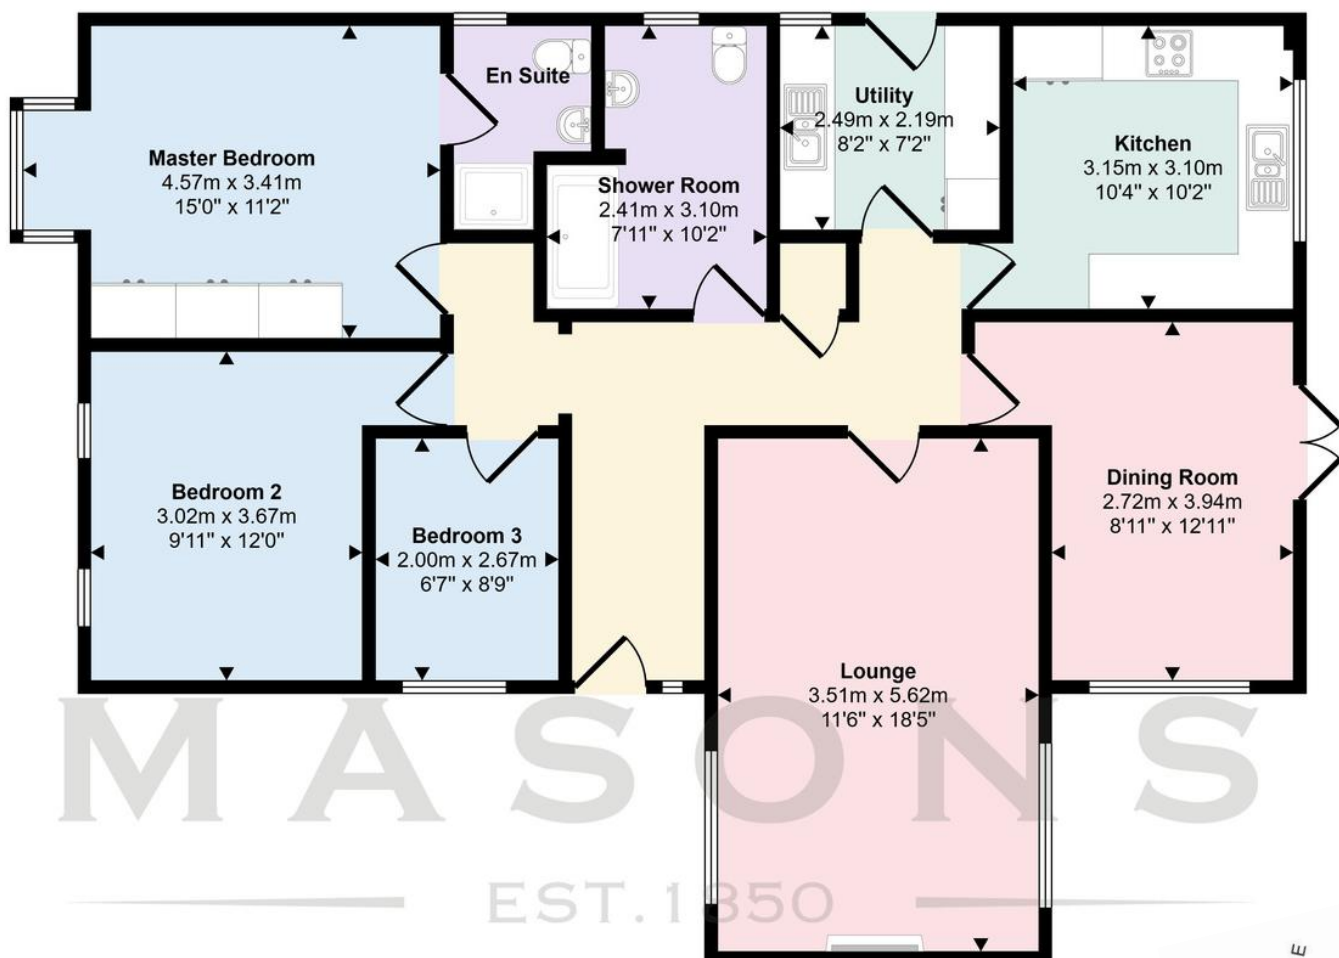 En Suite
Master Bedroom
4.57m x 3.41m
15'0" x 11'2"
Shower Room
2.41m x 3.10m
7'11" x 10'2"
Utility
2.49m x 2.19m
8'2" x 7'2"
Kitchen
3.15m x 3.10m
10'4" x 10'2"
Bedroom 2
3.02m x 3.67m
9'11" x 12'0"
Bedroom 3
2.00m x 2.67m
6'7" x 8'9"
Dining Room
2.72m x 3.94m
8'11" x 12'11"
Lounge
3.51m x 5.62m
11'6" x 18'5"
MASONS
EST.1850
E